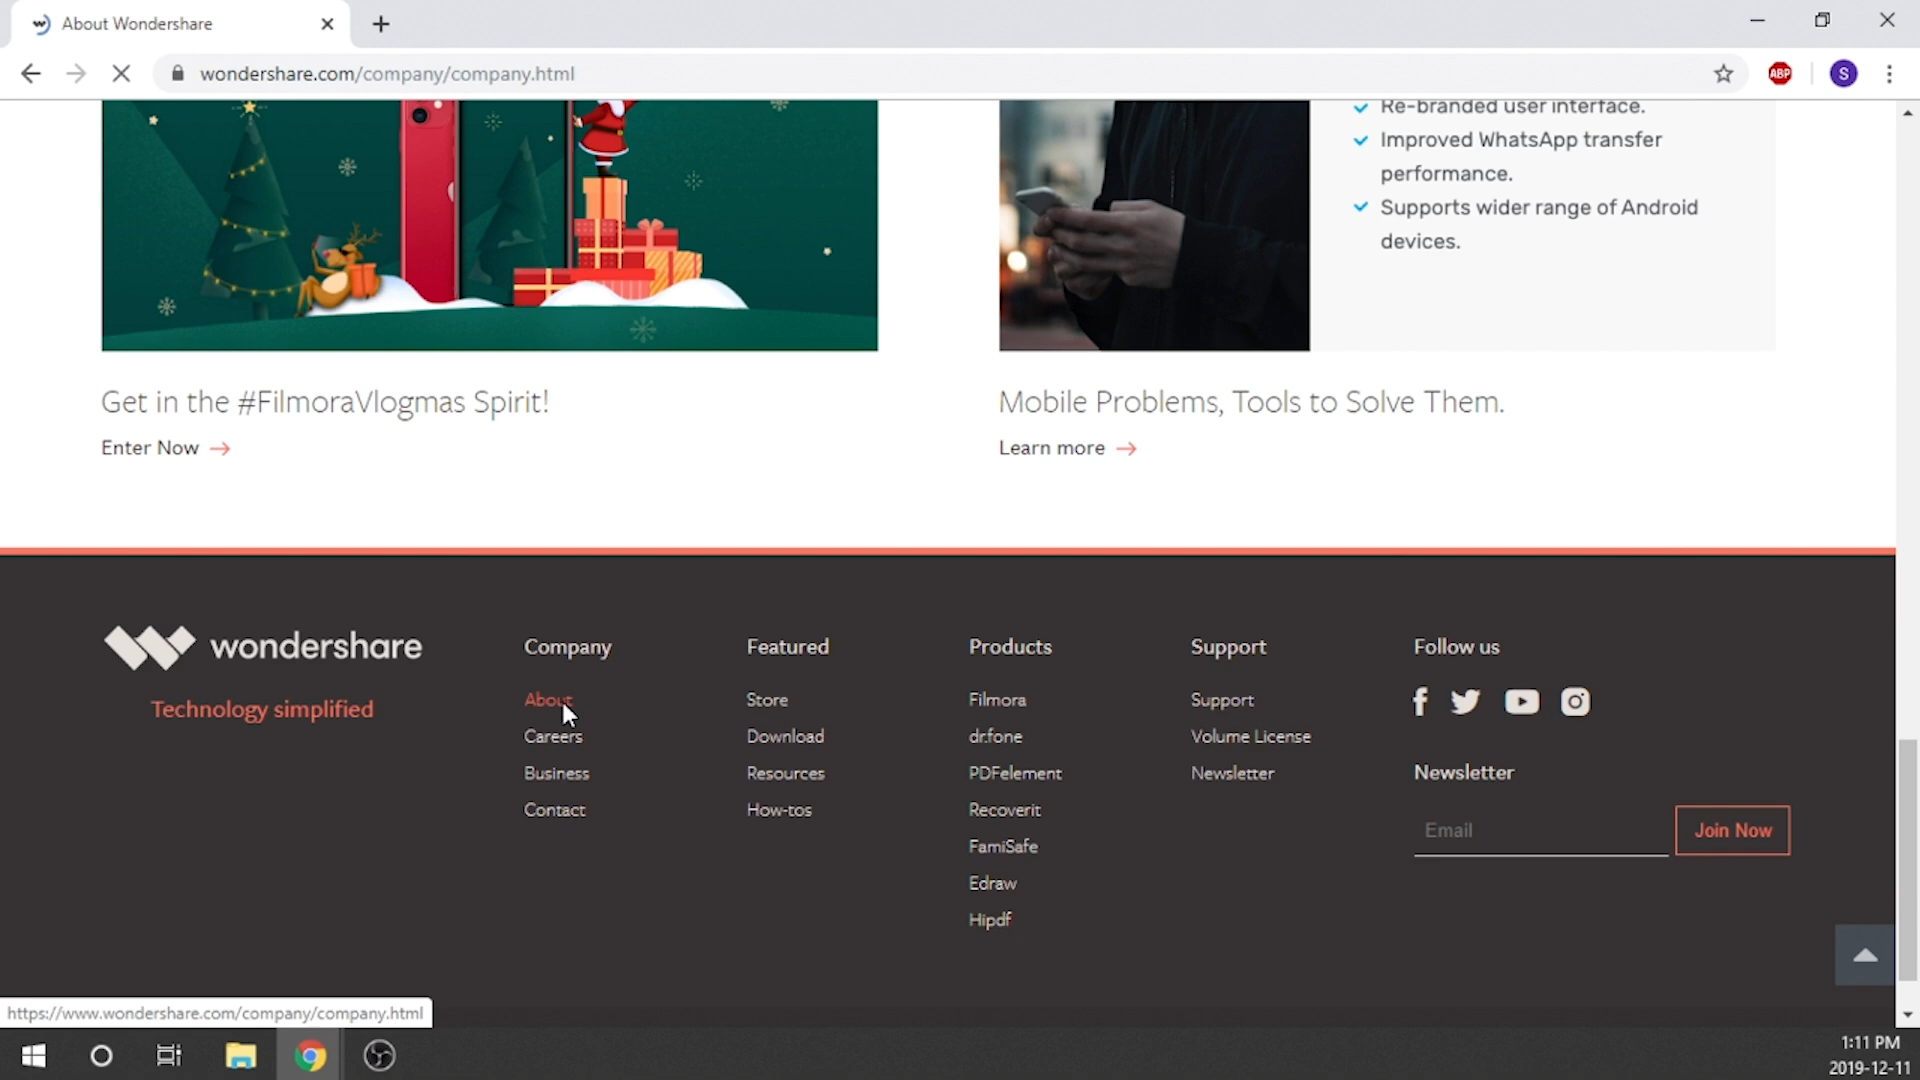 About Wondershare
wondershare.com/company/company.html
ABP
S
Re-branded user interface.
Improved WhatsApp transfer
performance.
Supports wider range of Android
devices.
Get in the #FilmoraVlogmas Spirit!
Enter Now
Mobile Problems, Tools to Solve Them.
Learn more
wondershare
Technology simplified
Company
About
Careers
Business
Contact
Featured
Store
Download
Resources
How-tos
Products
Filmora
dr.fone
PDFelement
Recoverit
FamiSafe
Edraw
Hipdf
Support
Support
Volume License
Newsletter
Follow us
Newsletter
Email
Join Now
https://www.wondershare.com/company/company.html
1:11 PM
2019-12-11